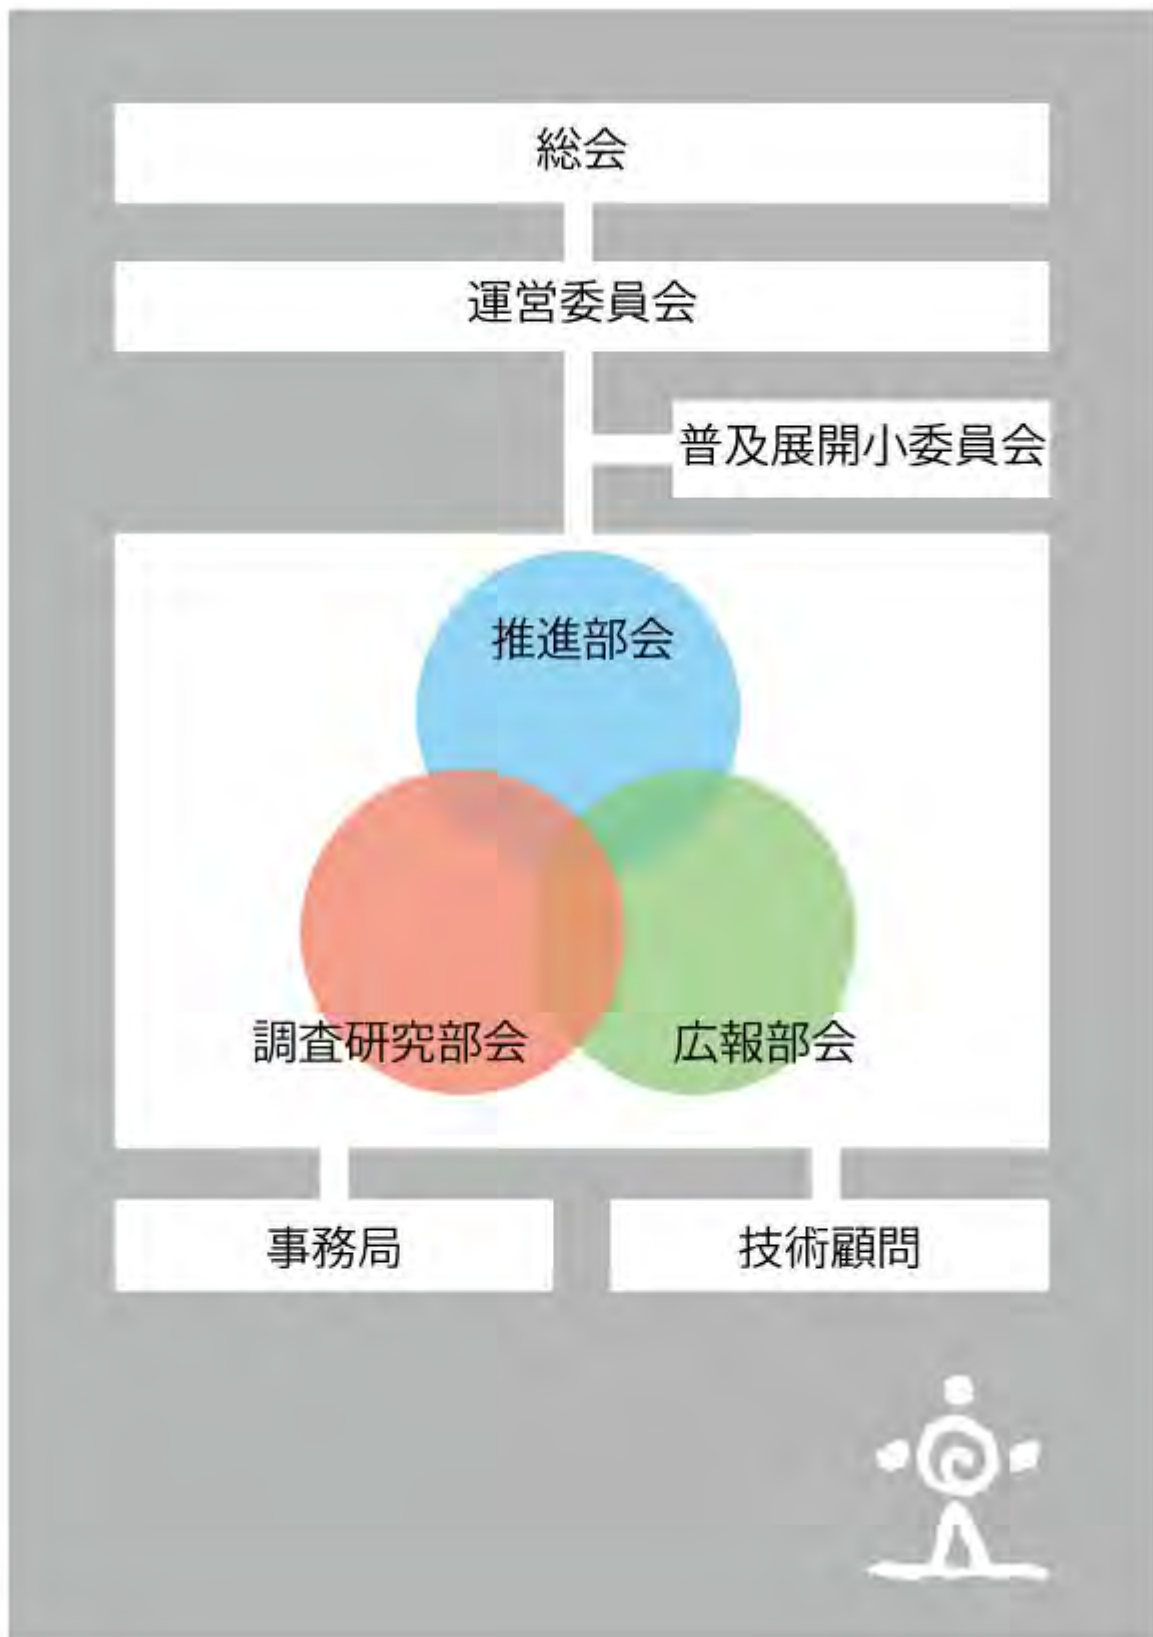 総会
運営委員会
普及展開小委員会
推進部会
調査研究部会
広報部会
事務局
技術顧問